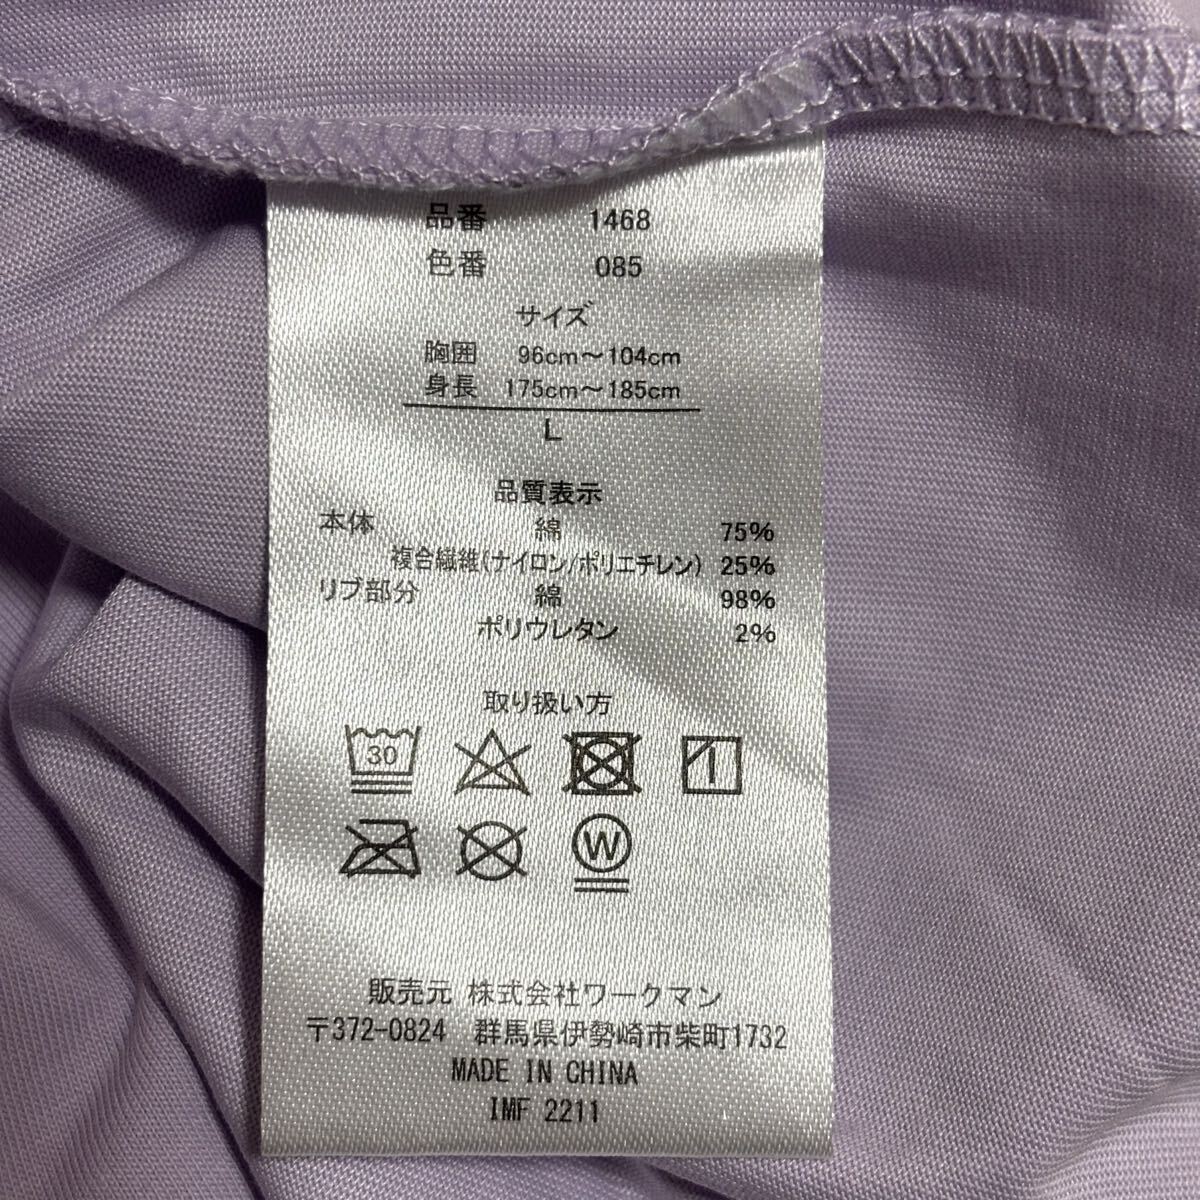 品番 1468
色番 085
サイズ
胸囲 96cm～104cm
身長 175cm～185cm
L
品質表示
本体 綿 75%
複合繊維(ナイロン/ポリエチレン) 25%
リブ部分 綿 98%
ポリウレタン 2%
取り扱い方
30
W
販売元 株式会社ワークマン
〒372-0824 群馬県伊勢崎市柴町1732
MADE IN CHINA
IMF 2211